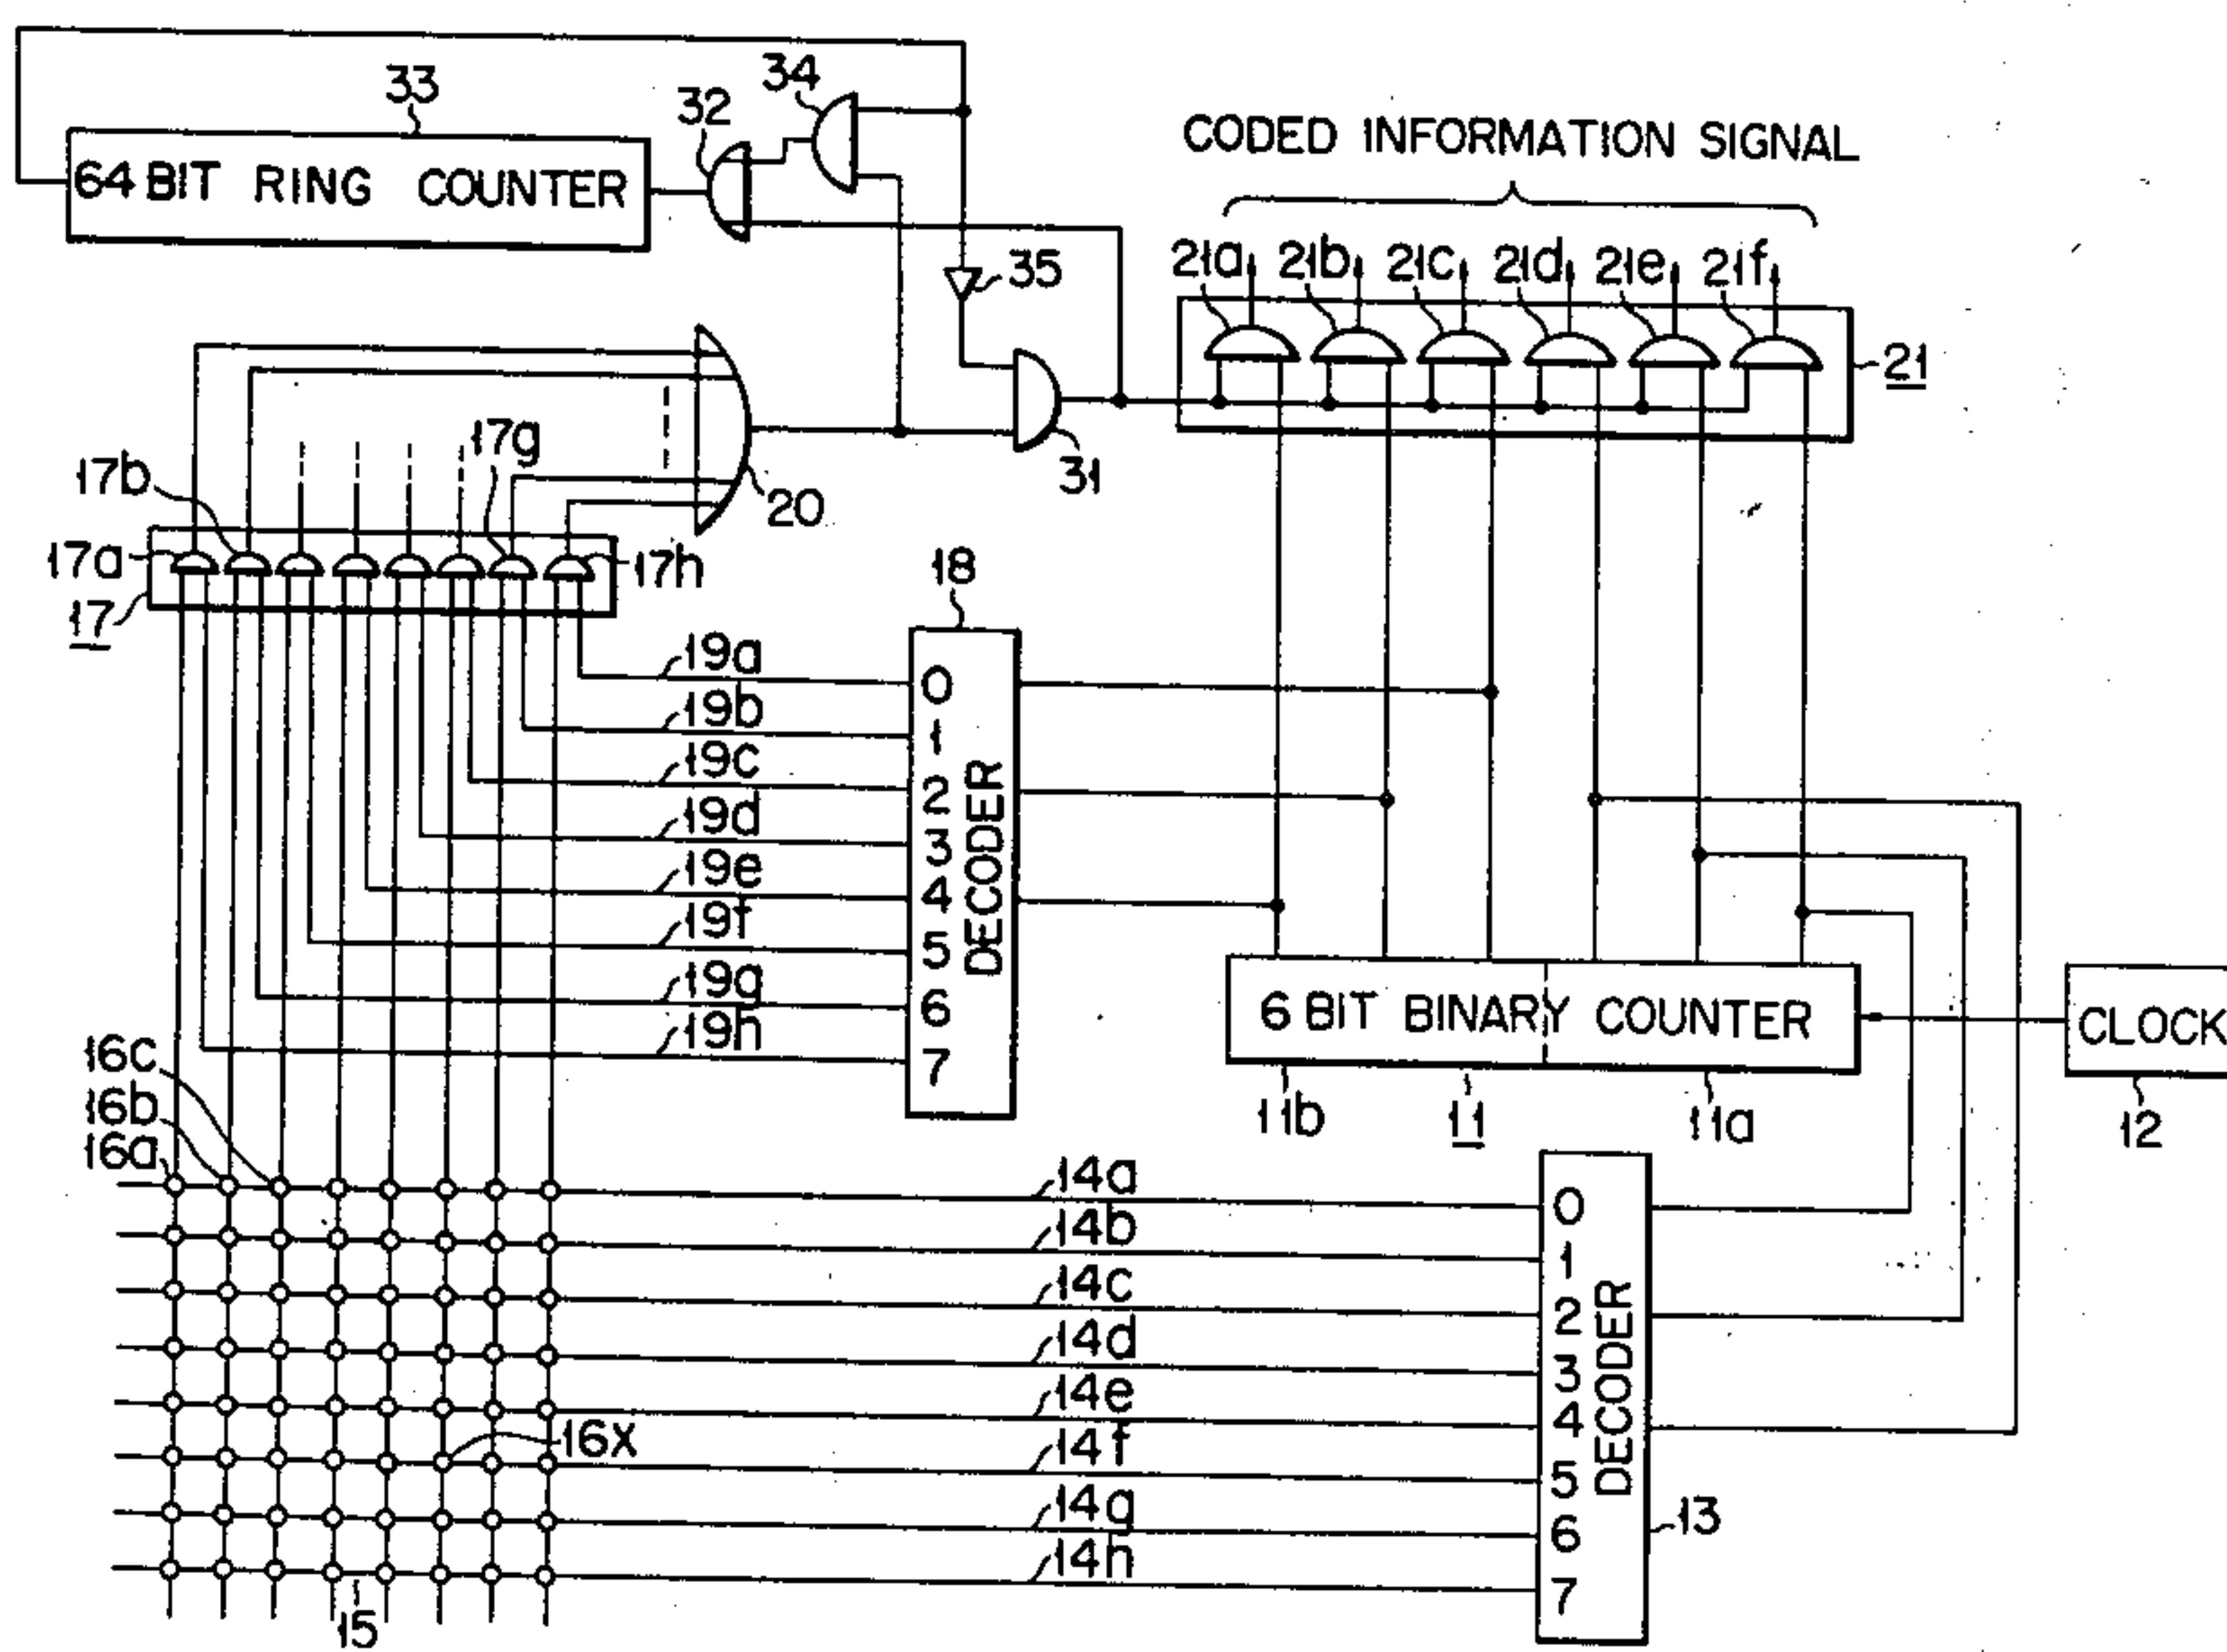 33
34
32
64 BIT RING COUNTER
CODED INFORMATION SIGNAL
35
21a 21b 21c 21d 21e 21f
21
31
20
17g
17b
17a
17h
17
18
19a
19b
19c
19d
19e
19f
19g
19h
0
1
2
3
4
5
6
7
DECODER
6 BIT BINARY COUNTER
11b
11
11a
CLOCK
12
16c
16b
16a
16X
15
14a
14b
14c
14d
14e
14f
14g
14h
0
1
2
3
4
5
6
7
DECODER
13